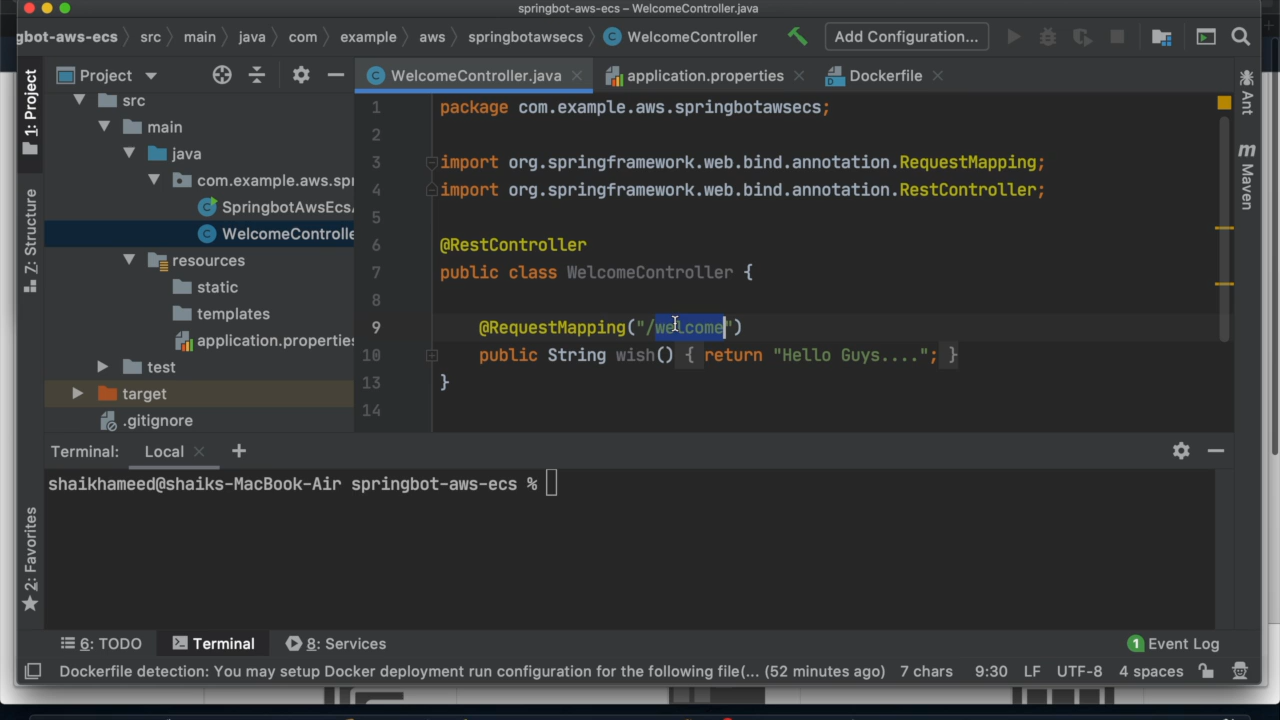 springbot-aws-ecs – WelcomeController.java
gbot-aws-ecs src main java com example aws springbotawsecs WelcomeController Add Configuration...
1: Project
Z: Structure
2: Favorites
Project
src
main
java
com.example.aws.spr
SpringbotAwsEcs
WelcomeControlle
resources
static
templates
application.properties
test
target
.gitignore
WelcomeController.java application.properties Dockerfile
1 package com.example.aws.springbotawsecs;
2
3 import org.springframework.web.bind.annotation.RequestMapping;
4 import org.springframework.web.bind.annotation.RestController;
5
6 @RestController
7 public class WelcomeController {
8
9 @RequestMapping("/welcome")
10 public String wish() { return "Hello Guys...."; }
13 }
14
Ant
Maven
Terminal: Local +
shaikhameed@shaiks-MacBook-Air springbot-aws-ecs %
6: TODO Terminal 8: Services 1 Event Log
Dockerfile detection: You may setup Docker deployment run configuration for the following file(... (52 minutes ago) 7 chars 9:30 LF UTF-8 4 spaces